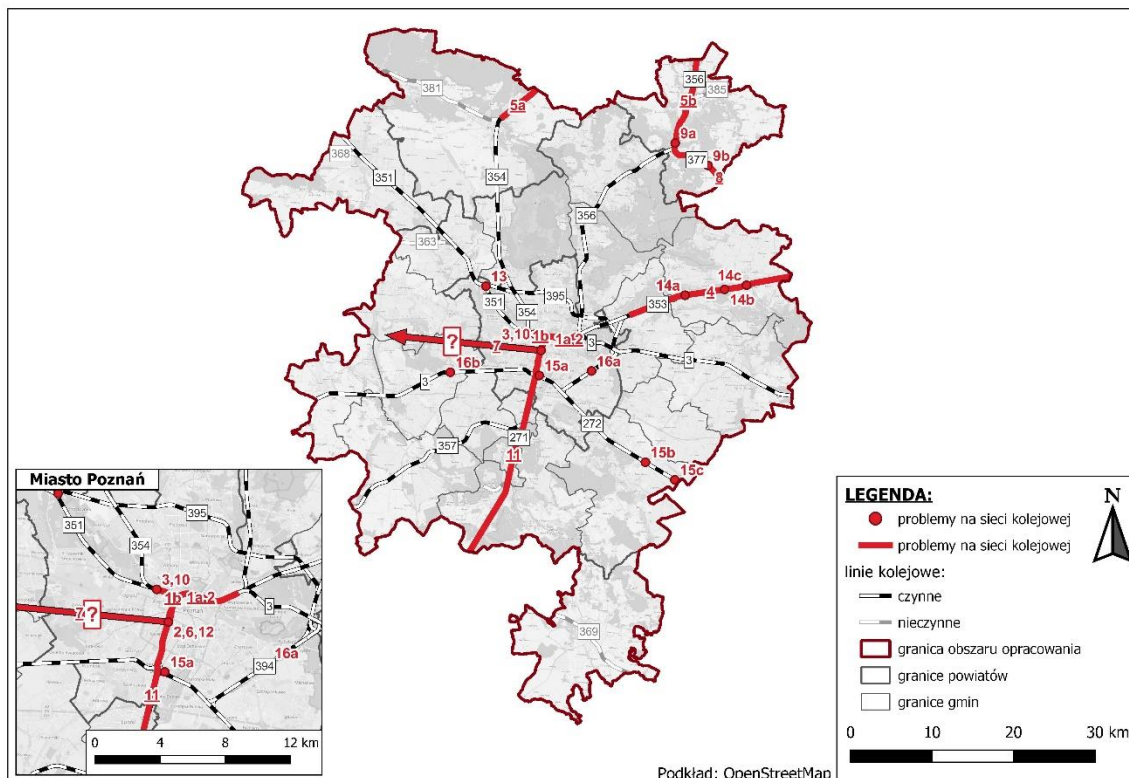 381
5a
356
385
5b
9a
377
9b
8
368
351
354
356
363
13
351
395
354
14a
4
14c
14b
353
3,10
1b
1a,2
3
3
?
7
16b
3
15a
16a
272
357
271
11
15b
15c
369
Miasto Poznań
351
354
395
3,10
1b
1a,2
3
7
?
2,6,12
15a
16a
394
11
0 4 8 12 km
LEGENDA:
N
problemy na sieci kolejowej
problemy na sieci kolejowej
linie kolejowe:
czynne
nieczynne
granica obszaru opracowania
granice powiatów
granice gmin
0 10 20 30 km
Podkład: OpenStreetMap